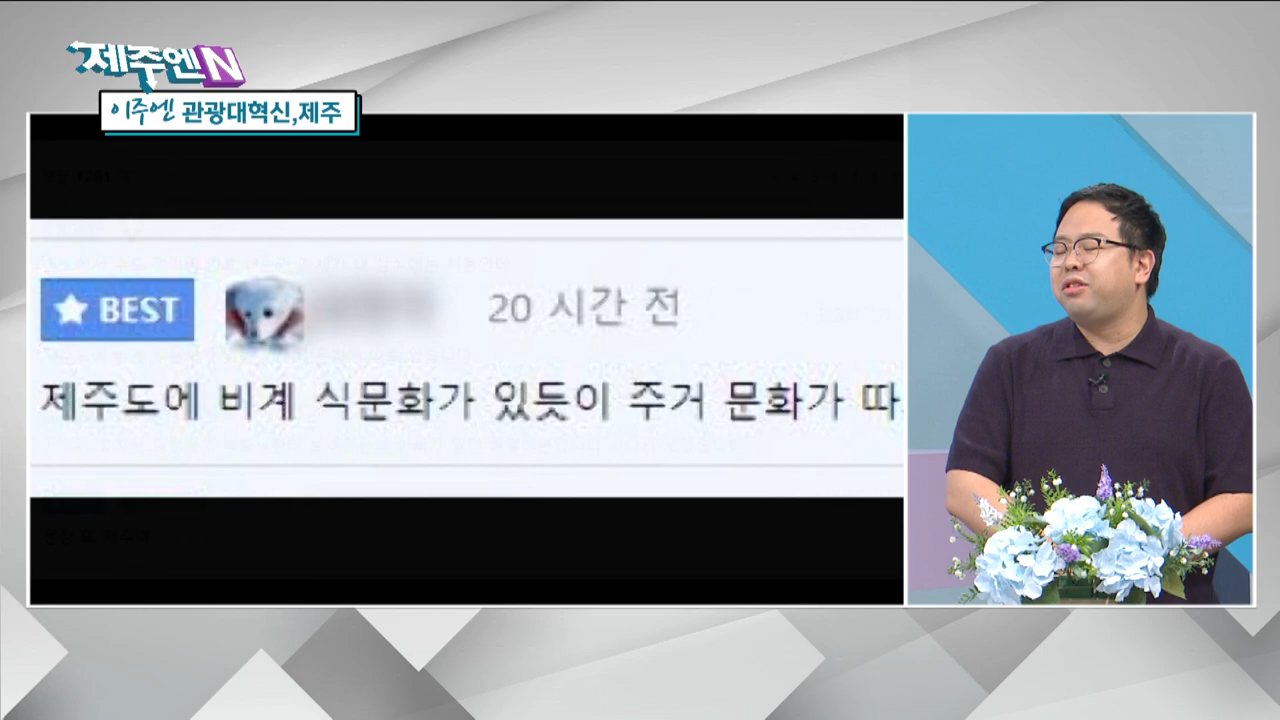 제주엔N
이주엔 관광대혁신,제주
BEST
20 시간 전
제주도에 비계 식문화가 있듯이 주거 문화가 따